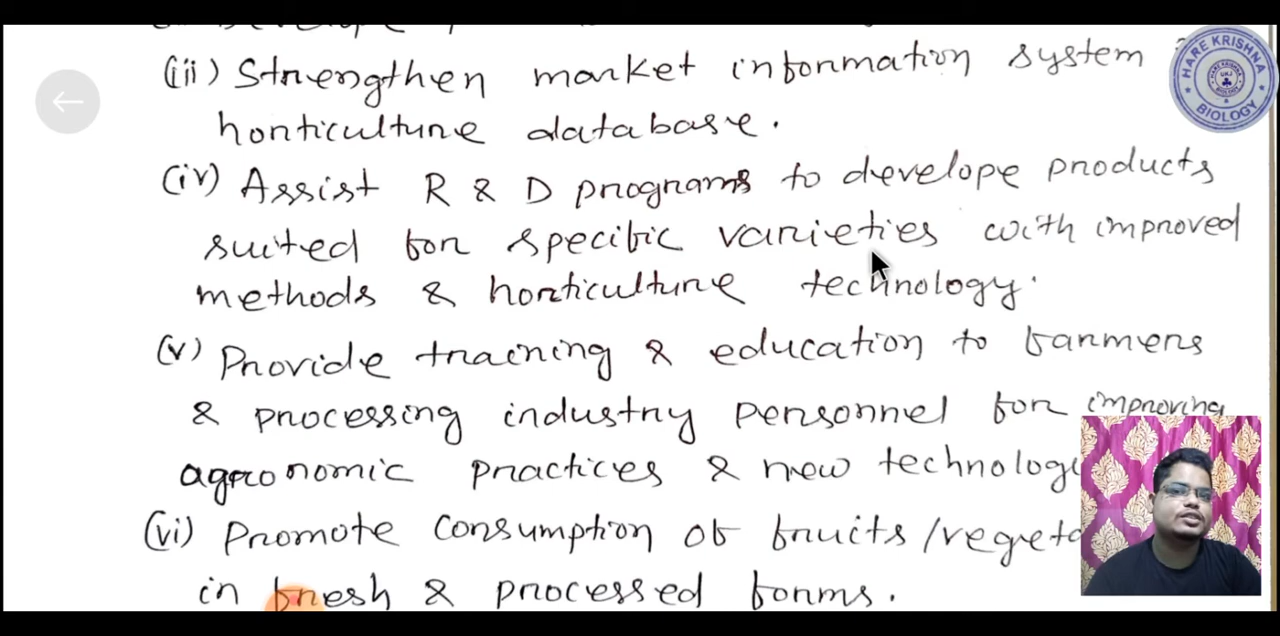 (iii) Strengthen market information system
horticulture database.
(iv) Assist R & D programs to develope products
suited for specific varieties with improved
methods & horticulture technology.
(v) Provide training & education to farmers
& processing industry personnel for improving
agronomic practices & new technology
(vi) Promote consumption of fruits/vegeta
in fresh & processed forms.
HARE KRISHNA
BIOLOGY